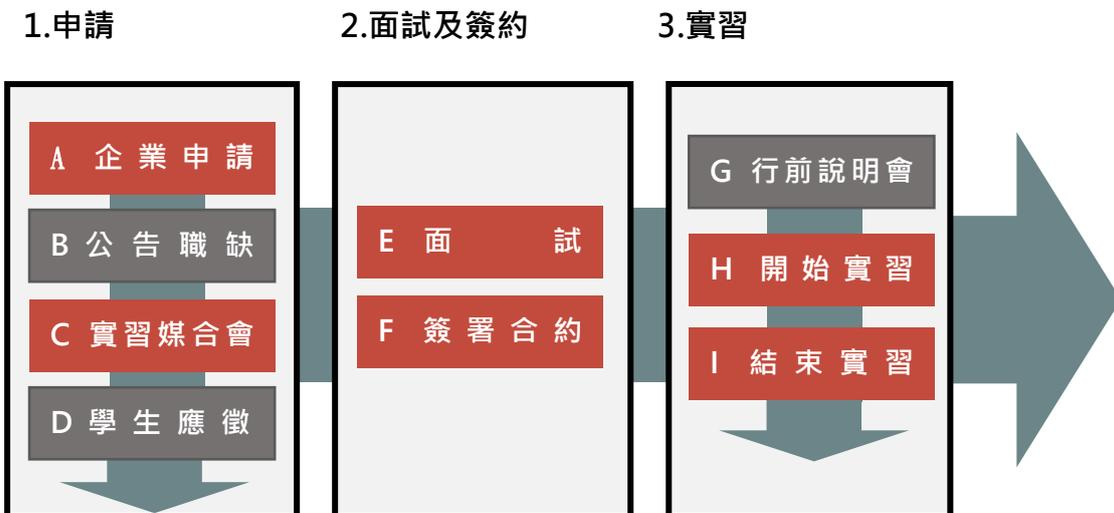 1.申請
A 企業申請
B 公告職缺
C 實習媒合會
D 學生應徵
2.面試及簽約
E 面試
F 簽署合約
3.實習
G 行前說明會
H 開始實習
I 結束實習